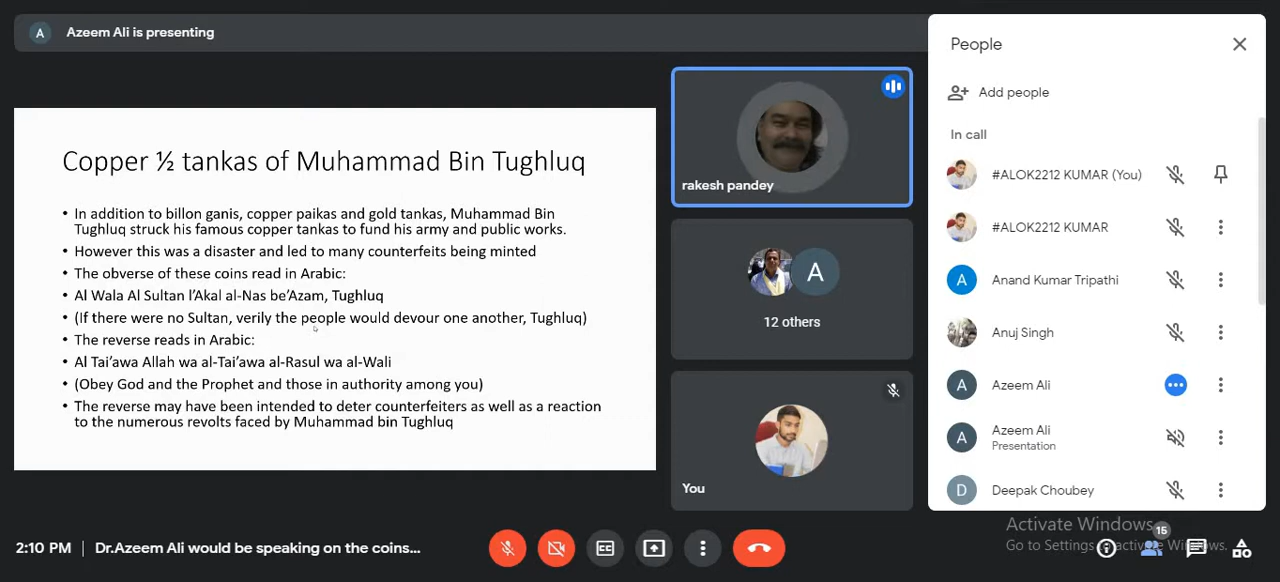 A
Azeem Ali is presenting
Copper ½ tankas of Muhammad Bin Tughluq
• In addition to billon ganis, copper paikas and gold tankas, Muhammad Bin
Tughluq struck his famous copper tankas to fund his army and public works.
• However this was a disaster and led to many counterfeits being minted
• The obverse of these coins read in Arabic:
• Al Wala Al Sultan l’Akal al-Nas be’Azam, Tughluq
• (If there were no Sultan, verily the people would devour one another, Tughluq)
• The reverse reads in Arabic:
• Al Tai’awa Allah wa al-Tai’awa al-Rasul wa al-Wali
• (Obey God and the Prophet and those in authority among you)
• The reverse may have been intended to deter counterfeiters as well as a reaction
to the numerous revolts faced by Muhammad bin Tughluq
rakesh pandey
A
12 others
You
People
Add people
In call
#ALOK2212 KUMAR (You)
#ALOK2212 KUMAR
A
Anand Kumar Tripathi
Anuj Singh
A
Azeem Ali
A
Azeem Ali
Presentation
D
Deepak Choubey
Activate Windows
Go to Settings to activate Windows.
2:10 PM | Dr.Azeem Ali would be speaking on the coins...
CC
15